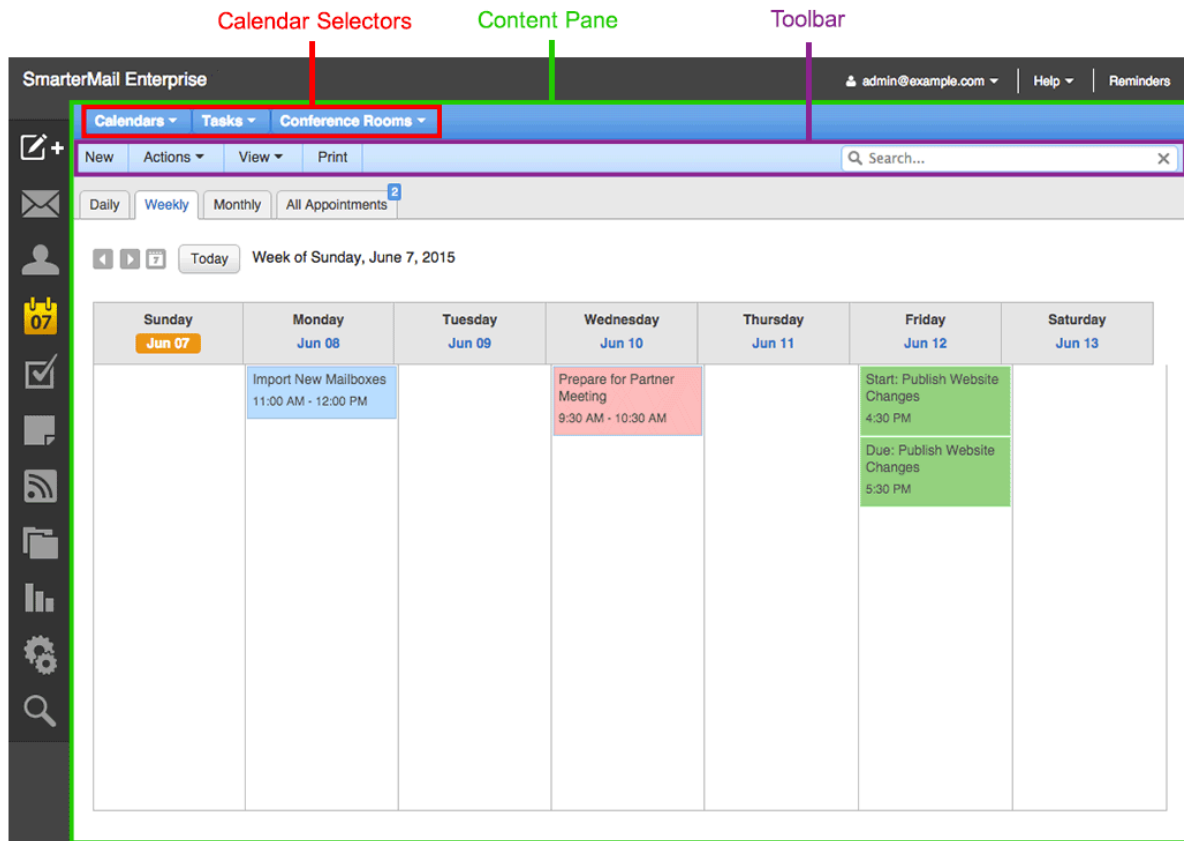 Calendar Selectors Content Pane Toolbar
SmarterMail Enterprise admin@example.com Help Reminders
Calendars Tasks Conference Rooms
New Actions View Print Search...
Daily Weekly Monthly All Appointments 2
7 Today Week of Sunday, June 7, 2015
07
Sunday Monday Tuesday Wednesday Thursday Friday Saturday
Jun 07 Jun 08 Jun 09 Jun 10 Jun 11 Jun 12 Jun 13
Import New Mailboxes
11:00 AM - 12:00 PM
Prepare for Partner
Meeting
9:30 AM - 10:30 AM
Start: Publish Website
Changes
4:30 PM
Due: Publish Website
Changes
5:30 PM